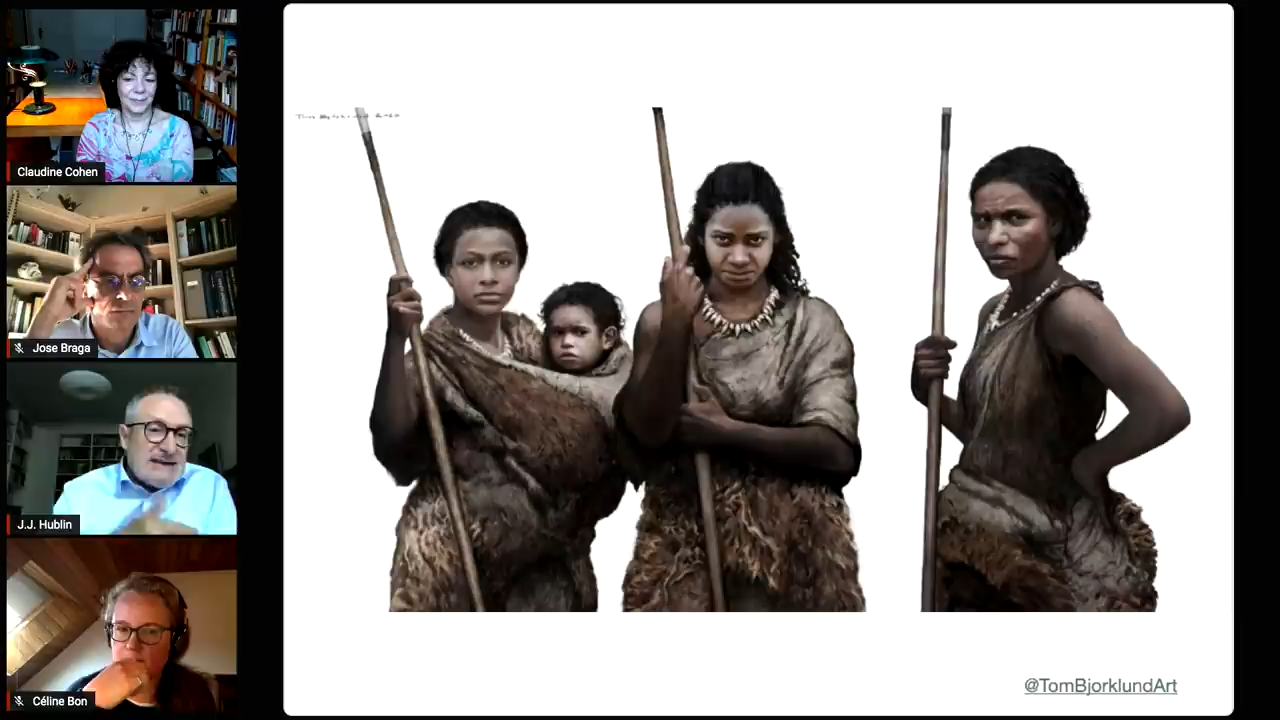 Claudine Cohen
Jose Braga
J.J. Hublin
Céline Bon
@TomBjorklundArt